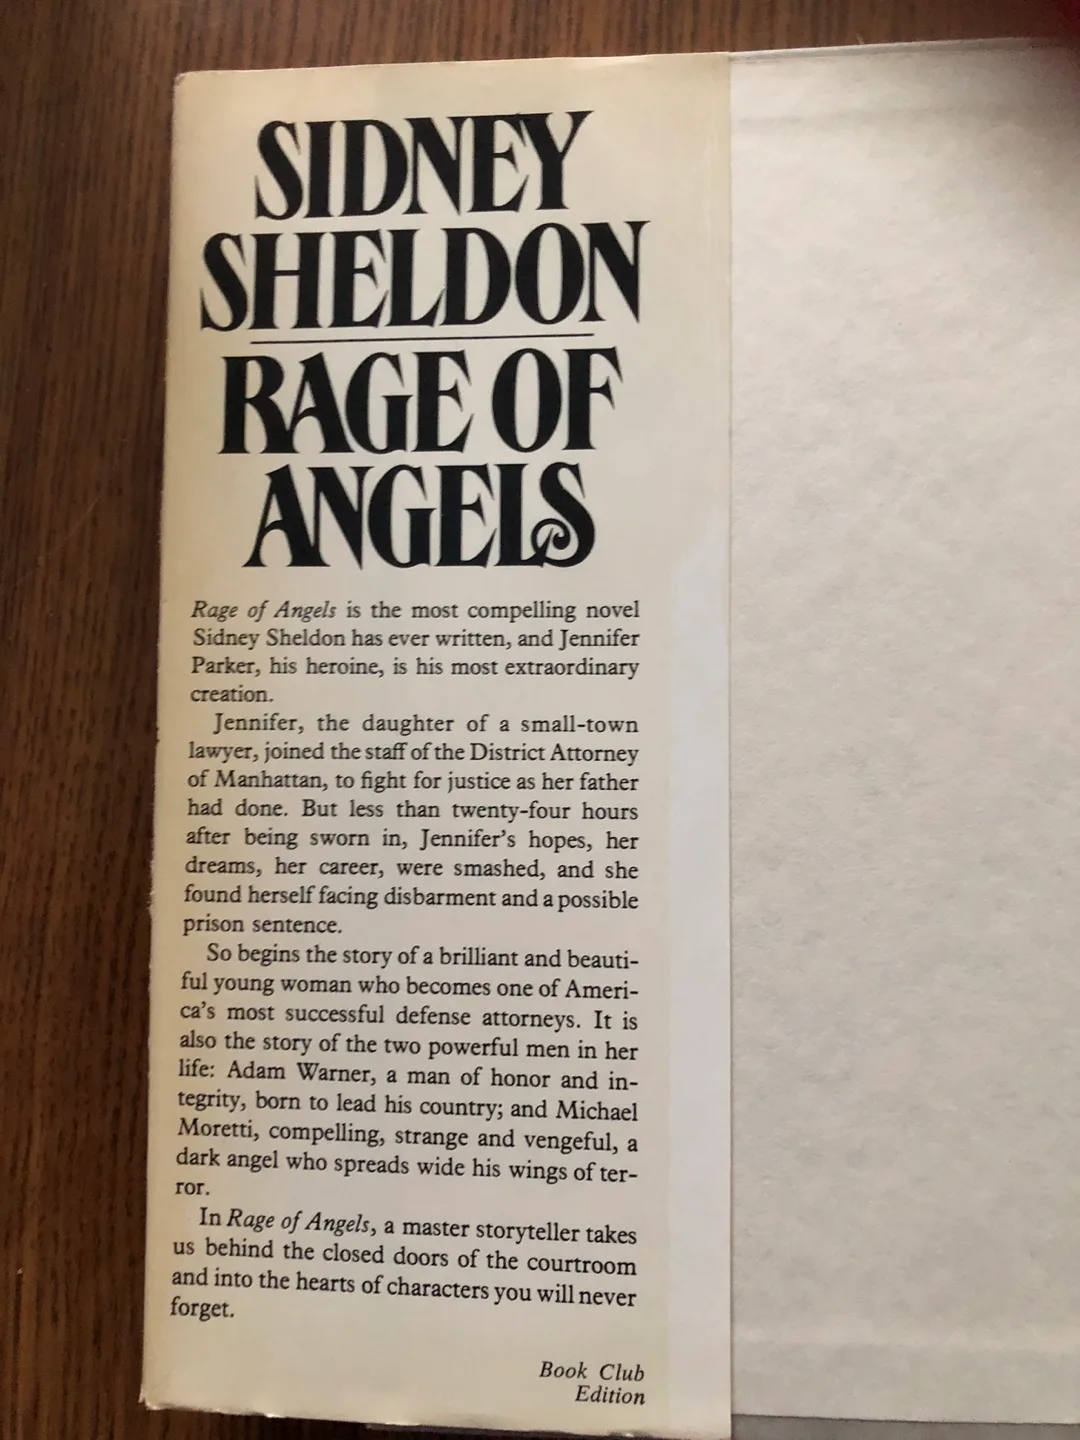 SIDNEY
SHELDON
RAGE OF
ANGELS
Rage of Angels is the most compelling novel
Sidney Sheldon has ever written, and Jennifer
Parker, his heroine, is his most extraordinary
creation.
Jennifer, the daughter of a small-town
lawyer, joined the staff of the District Attorney
of Manhattan, to fight for justice as her father
had done. But less than twenty-four hours
after being sworn in, Jennifer's hopes, her
dreams, her career, were smashed, and she
found herself facing disbarment and a possible
prison sentence.
So begins the story of a brilliant and beauti-
ful young woman who becomes one of Ameri-
ca's most successful defense attorneys. It is
also the story of the two powerful men in her
life: Adam Warner, a man of honor and in-
tegrity, born to lead his country; and Michael
Moretti, compelling, strange and vengeful, a
dark angel who spreads wide his wings of ter-
ror.
In Rage of Angels, a master storyteller takes
us behind the closed doors of the courtroom
and into the hearts of characters you will never
forget.
Book Club
Edition